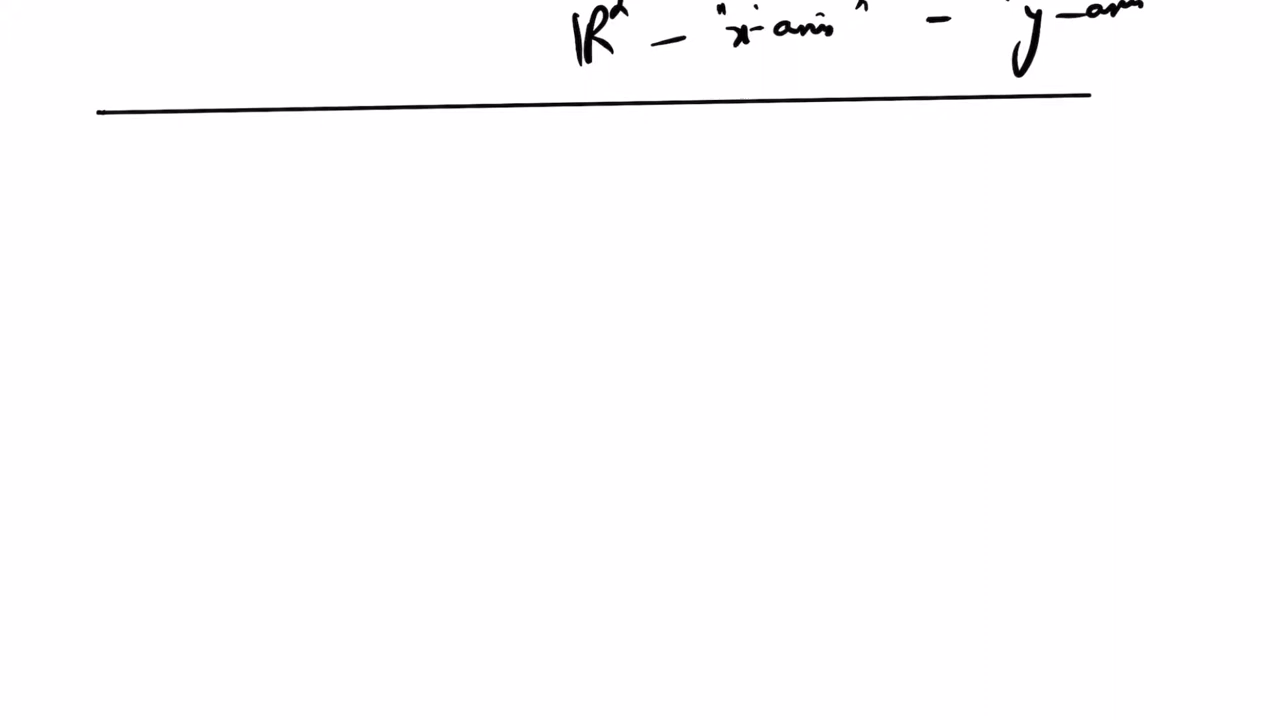 ℝ² - "x-axis" - "y-axis